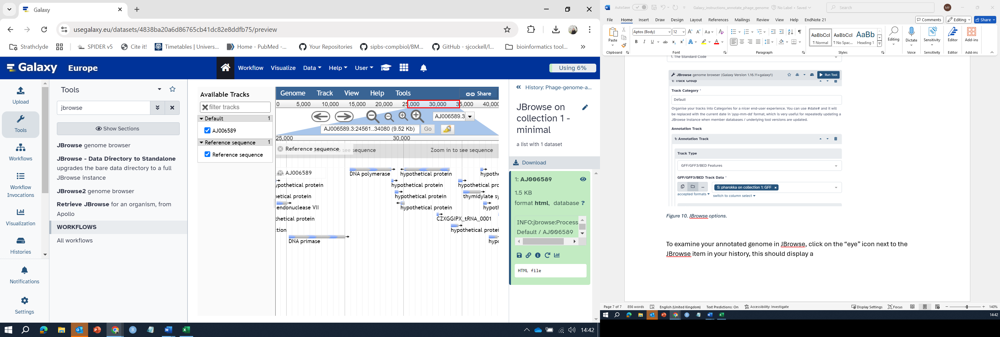 Galaxy
usegalaxy.eu/datasets/4838ba20a6d86765cb41dc82e8ddfb75/preview
Strathclyde
SPIDER v5
Cite it!
Timetables | Univers...
Home - PubMed -...
Your Repositories
sipbs-compbiol/BM...
GitHub - sjcockell/l...
bioinformatics tool...
»
Galaxy Europe
Workflow
Visualize
Data
Help
User
Using 6%
Upload
Tools
Workflows
Workflow
Invocations
Visualization
Histories
Notifications
Settings
Tools
jbrowse
Show Sections
JBrowse genome browser
JBrowse - Data Directory to Standalone
upgrades the bare data directory to a full
JBrowse instance
JBrowse2 genome browser
Retrieve JBrowse for an organism, from
Apollo
WORKFLOWS
All workflows
Available Tracks
filter tracks
Default 1
AJ006589
Reference sequence 1
Reference sequence
Genome Track View Help Tools Share
0 5,000 10,000 15,000 20,000 25,000 30,000 35,000 40,000
AJ006589.3
AJ006589.3:24561..34080 (9.52 Kb) Go
25,000 30,000
Reference sequence
see sequence
Zoom in to see sequence
AJ006589
DNA polymerase
hypothetical protein
hypothe
ypothetical protein
hypothetical protein
hypothetical prc
etical protein
hypothetical protein
thymidylate sy
endonuclease VII
hypothetical protein
hypoth
thetical protein
CZXGGIPX_tRNA_0001
tion
hypothetical protein
DNA primase
hypo
« History: Phage-genome-a...
JBrowse on
collection 1 -
minimal
a list with 1 dataset
Download
1: AJ006589
1.5 KB
format html, database ?
INFO:jbrowse:Process
Default / AJ006589
HTML file
14:42
AutoSave
Galaxy_instructions_annotate_phage_genome
No Label • Saved
Search
MF
File Home Insert Draw Design Layout References Mailings Review View Help EndNote 21
Comments
Editing
Share
Paste
Clipboard
Aptos (Body) 12
Font
Paragraph
AaBbCcI
¶ Normal
AaBbCcI
¶ No Spac...
AaBb
Heading 1
Styles
Editing
Dictate
Voice
Sensitivity
Sensitivity
Editor
Editor
Add-ins
Add-ins
1. The Standard Code
JBrowse genome browser (Galaxy Version 1.16.11+galaxy1)
Run Tool
1: Track Group
Track Category *
Default
Organise your tracks into Categories for a nicer end-user experience. You can use #date# and it will
be replaced with the current date in 'yyyy-mm-dd' format, which is very useful for repeatedly updating a
JBrowse instance when member databases / underlying tool versions are updated.
Annotation Track
1: Annotation Track
Track Type
GFF/GFF3/BED Features
GFF/GFF3/BED Track Data *
5: pharokka on collection 1: GFF ×
accepted formats
switch to column select
Figure 10. JBrowse options.
To examine your annotated genome in JBrowse, click on the “eye” icon next to the
JBrowse item in your history, this should display a
Page 7 of 7
856 words
English (United Kingdom)
Text Predictions: On
Accessibility: Investigate
Display Settings
Focus
140%
14:42